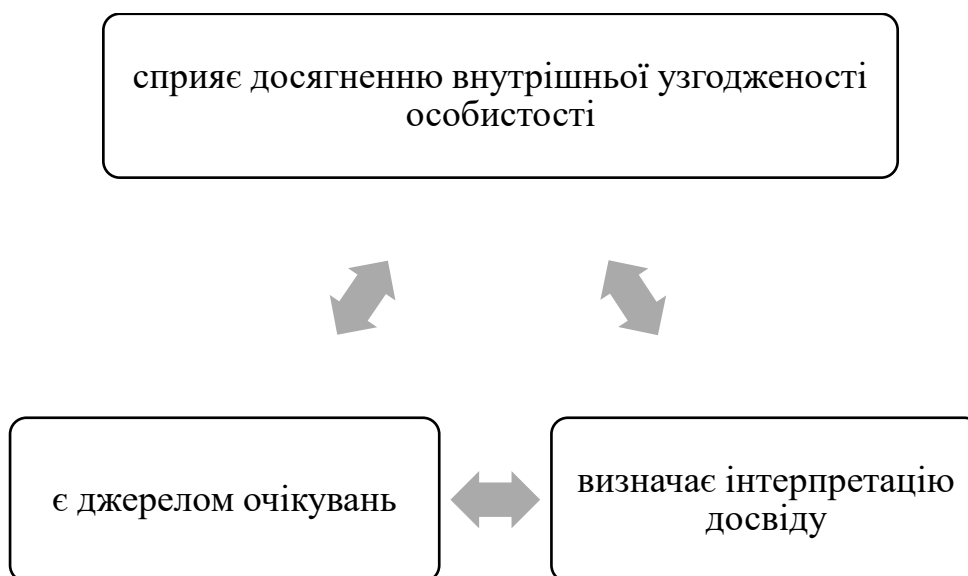 сприяє досягненню внутрішньої узгодженості
особистості
є джерелом очікувань
визначає інтерпретацію
досвіду